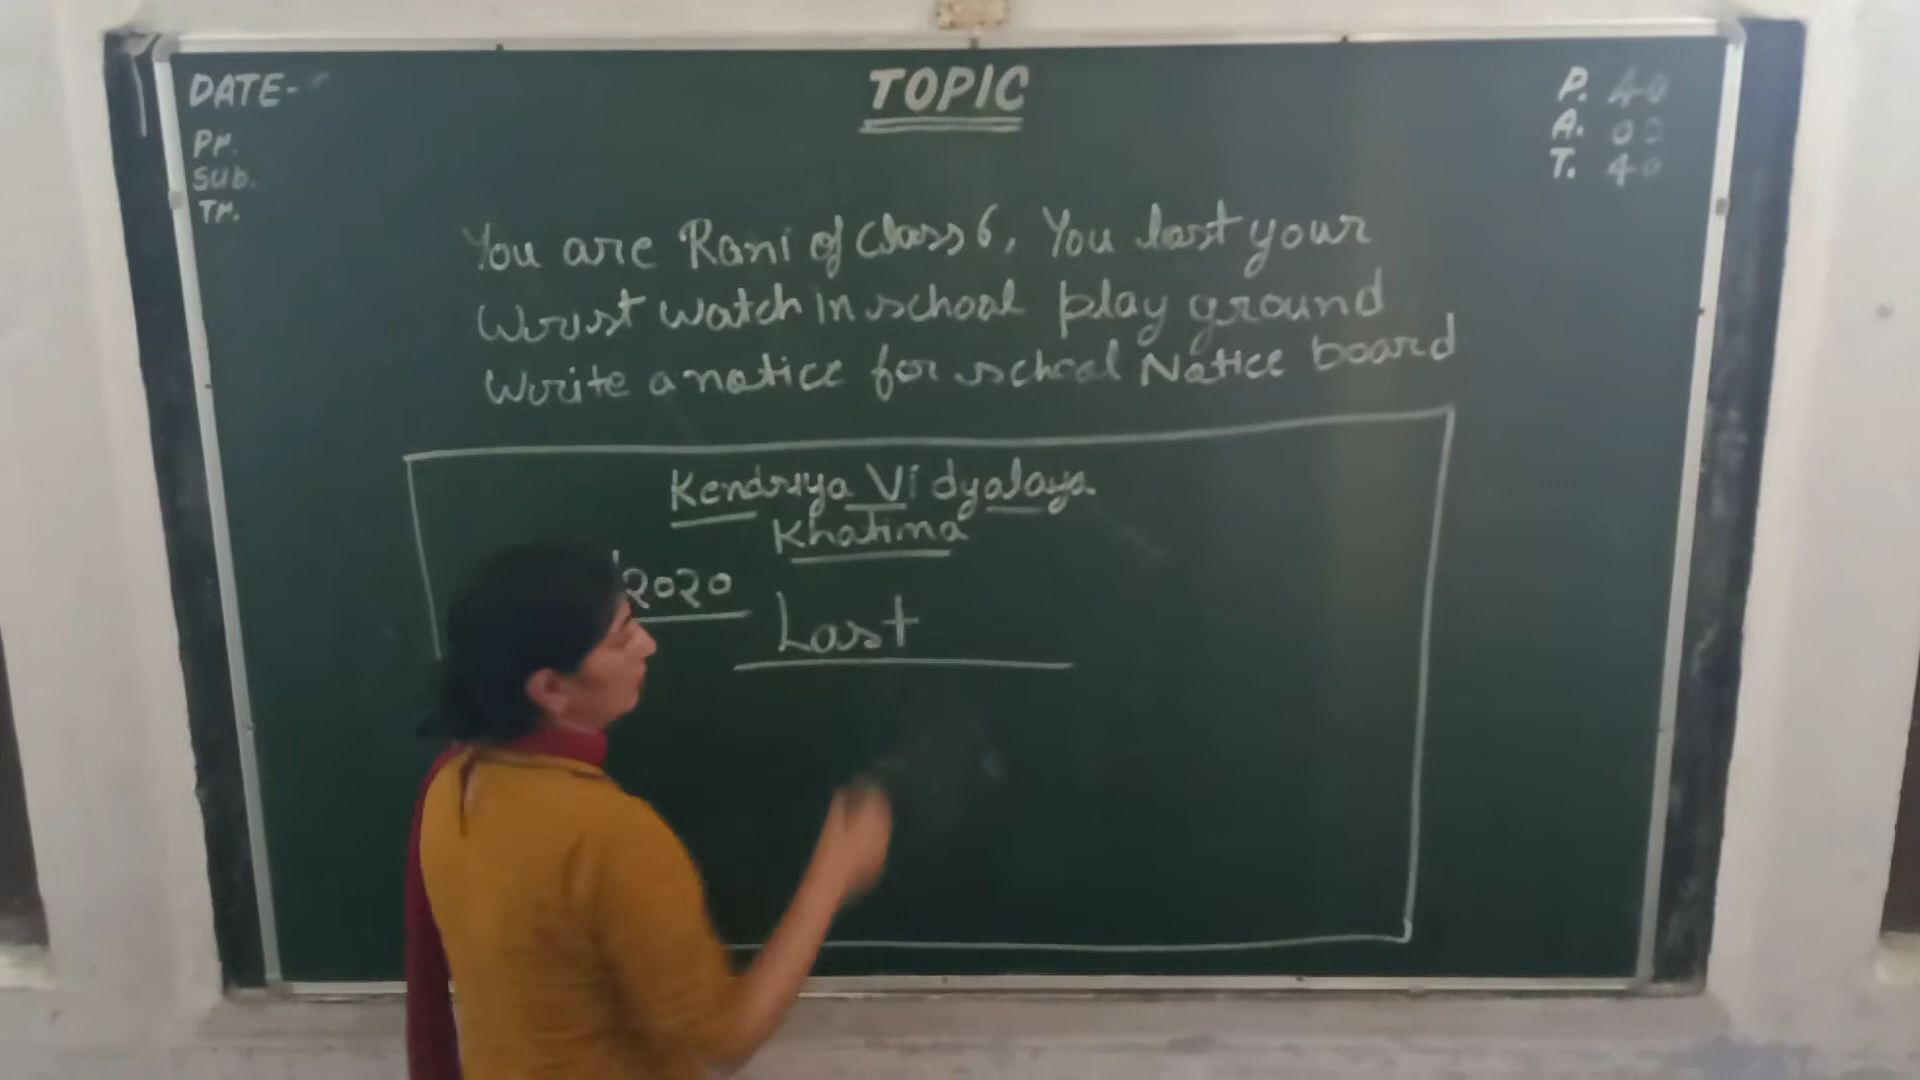 DATE-
TOPIC
P. 40
Pr.
A. 00
Sub.
T. 40
Tr.
You are Rani of Class 6. You lost your
Wrist watch in school play ground
Write a notice for school Notice board
Kendriya Vidyalaya
Khatima
2020
Lost